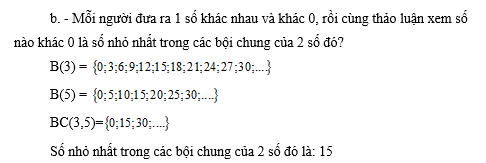 b. - Mỗi người đưa ra 1 số khác nhau và khác 0, rồi cùng thảo luận xem số
nào khác 0 là số nhỏ nhất trong các bội chung của 2 số đó?
B(3) = {0;3;6;9;12;15;18;21;24;27;30;...}
B(5) = {0;5;10;15;20;25;30;....}
BC(3,5)={0;15;30;....}
Số nhỏ nhất trong các bội chung của 2 số đó là: 15